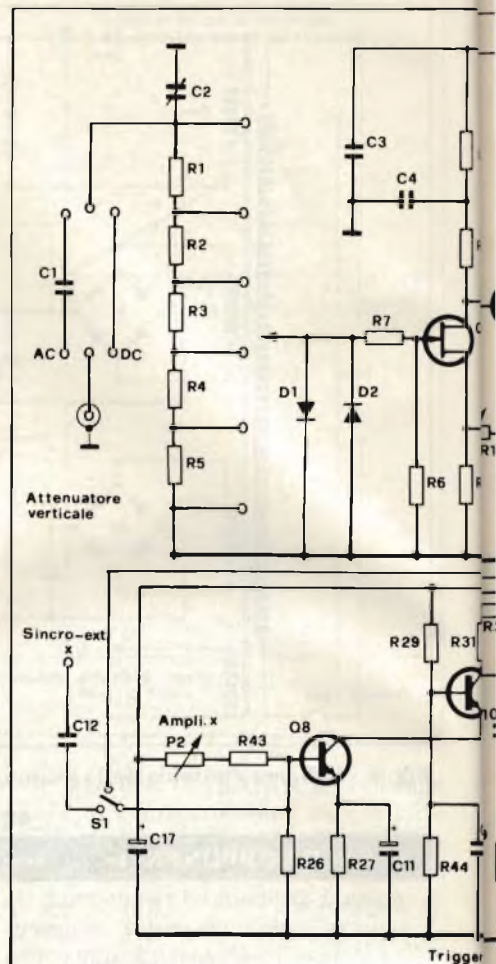 C2
C3
R1
C4
R2
C1
R3
R7
AC
DC
R4
D1
D2
R5
R6
Attenuatore
verticale
Sincro-ext.
x
R29
R31
C12
Ampli.x
P2
R43
Q8
S1
C17
R26
R27
C11
R44
Trigger